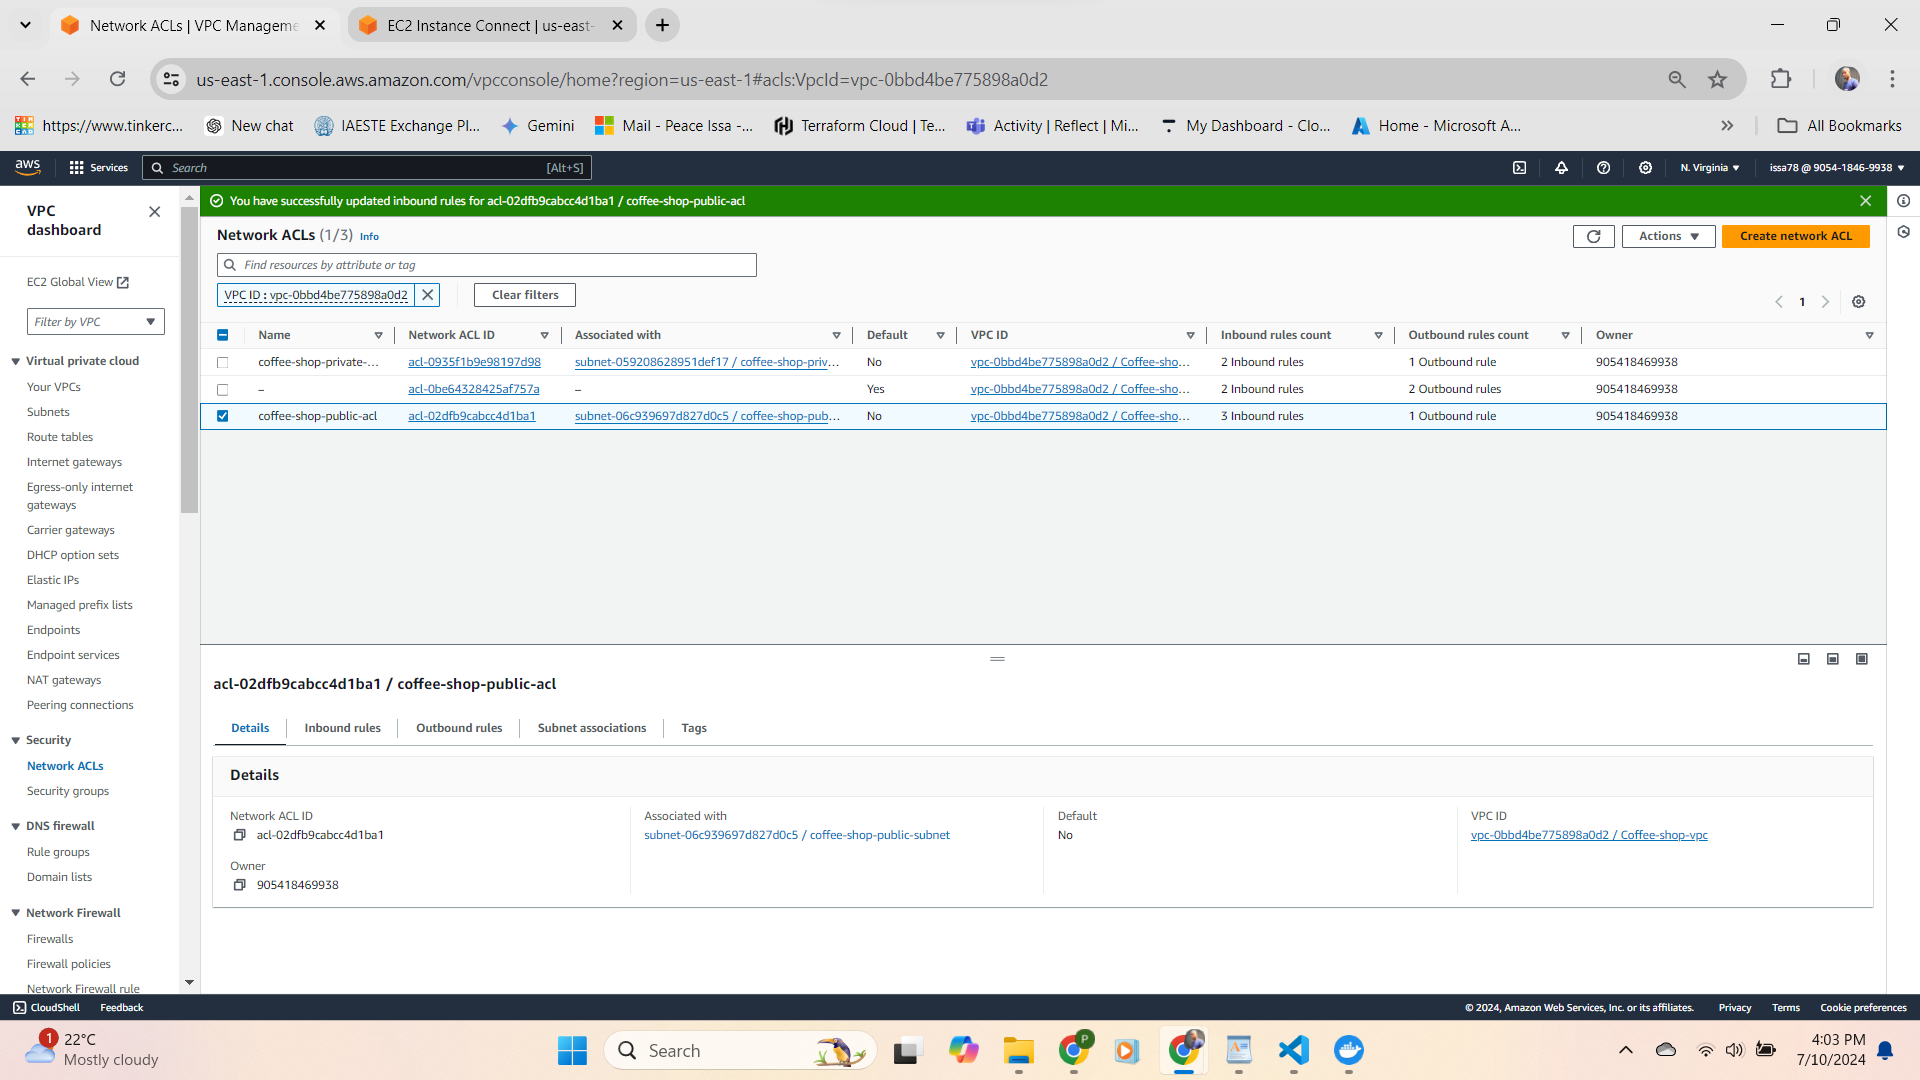 Network ACLs | VPC Manageme
EC2 Instance Connect | us-east-
us-east-1.console.aws.amazon.com/vpcconsole/home?region=us-east-1#acls:VpcId=vpc-0bbd4be775898a0d2
https://www.tinkerc...
New chat
IAESTE Exchange Pl...
Gemini
Mail - Peace Issa -...
Terraform Cloud | Te...
Activity | Reflect | Mi...
My Dashboard - Clo...
Home - Microsoft A...
All Bookmarks
aws
Services
Search
[Alt+S]
N. Virginia
issa78 @ 9054-1846-9938
VPC
dashboard
EC2 Global View
Filter by VPC
Virtual private cloud
Your VPCs
Subnets
Route tables
Internet gateways
Egress-only internet
gateways
Carrier gateways
DHCP option sets
Elastic IPs
Managed prefix lists
Endpoints
Endpoint services
NAT gateways
Peering connections
Security
Network ACLs
Security groups
DNS firewall
Rule groups
Domain lists
Network Firewall
Firewalls
Firewall policies
Network Firewall rule
You have successfully updated inbound rules for acl-02dfb9cabcc4d1ba1 / coffee-shop-public-acl
Network ACLs (1/3) Info
Actions
Create network ACL
Find resources by attribute or tag
VPC ID : vpc-0bbd4be775898a0d2
Clear filters
1
Name Network ACL ID Associated with Default VPC ID Inbound rules count Outbound rules count Owner
coffee-shop-private-... acl-0935f1b9e98197d98 subnet-059208628951def17 / coffee-shop-priv... No vpc-0bbd4be775898a0d2 / Coffee-sho... 2 Inbound rules 1 Outbound rule 905418469938
– acl-0be64328425af757a – Yes vpc-0bbd4be775898a0d2 / Coffee-sho... 2 Inbound rules 2 Outbound rules 905418469938
coffee-shop-public-acl acl-02dfb9cabcc4d1ba1 subnet-06c939697d827d0c5 / coffee-shop-pub... No vpc-0bbd4be775898a0d2 / Coffee-sho... 3 Inbound rules 1 Outbound rule 905418469938
acl-02dfb9cabcc4d1ba1 / coffee-shop-public-acl
Details Inbound rules Outbound rules Subnet associations Tags
Details
Network ACL ID
acl-02dfb9cabcc4d1ba1
Associated with
subnet-06c939697d827d0c5 / coffee-shop-public-subnet
Default
No
VPC ID
vpc-0bbd4be775898a0d2 / Coffee-shop-vpc
Owner
905418469938
CloudShell
Feedback
© 2024, Amazon Web Services, Inc. or its affiliates.
Privacy
Terms
Cookie preferences
1
22°C
Mostly cloudy
Search
P
4:03 PM
7/10/2024